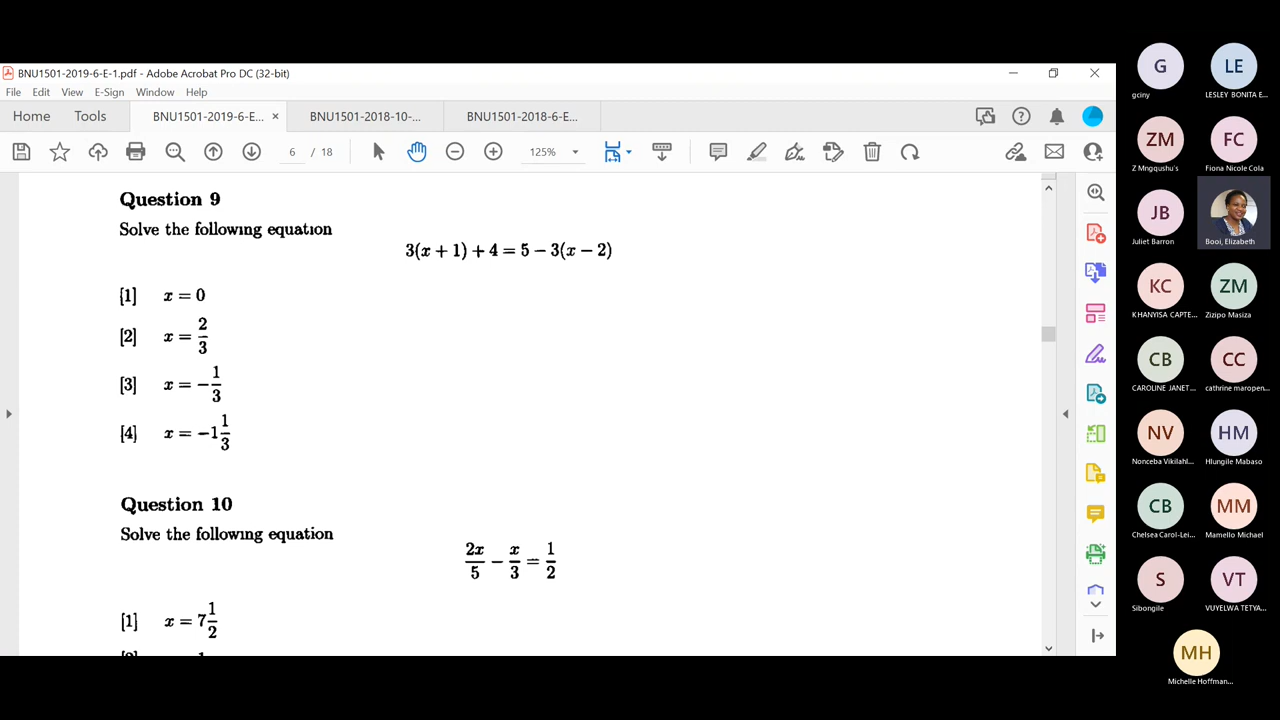 BNU1501-2019-6-E-1.pdf - Adobe Acrobat Pro DC (32-bit)
File Edit View E-Sign Window Help
Home Tools BNU1501-2019-6-E... × BNU1501-2018-10-... BNU1501-2018-6-E...
6 / 18 125%
Question 9
Solve the following equation
3(x + 1) + 4 = 5 − 3(x − 2)
[1] x = 0
[2] x = 2/3
[3] x = −1/3
[4] x = −1 1/3
Question 10
Solve the following equation
2x/5 − x/3 = 1/2
[1] x = 7 1/2
G LE
gciny LESLEY BONITA E...
ZM FC
Z Mngqushu's Fiona Nicole Cola
JB
Juliet Barron Booi, Elizabeth
KC ZM
KHANYISA CAPTE... Zizipo Masiza
CB CC
CAROLINE JANET... cathrine maropen...
NV HM
Nonceba Vikilahl... Hlungile Mabaso
CB MM
Chelsea Carol-Lei... Mamello Michael
S VT
Sibongile VUYELWA TETYA...
MH
Michelle Hoffman...